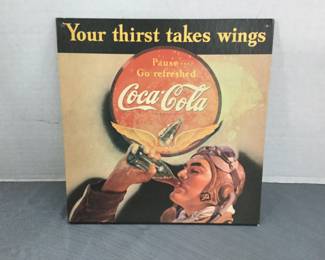 Your thirst takes wings
Pause....
Go refreshed
Coca-Cola